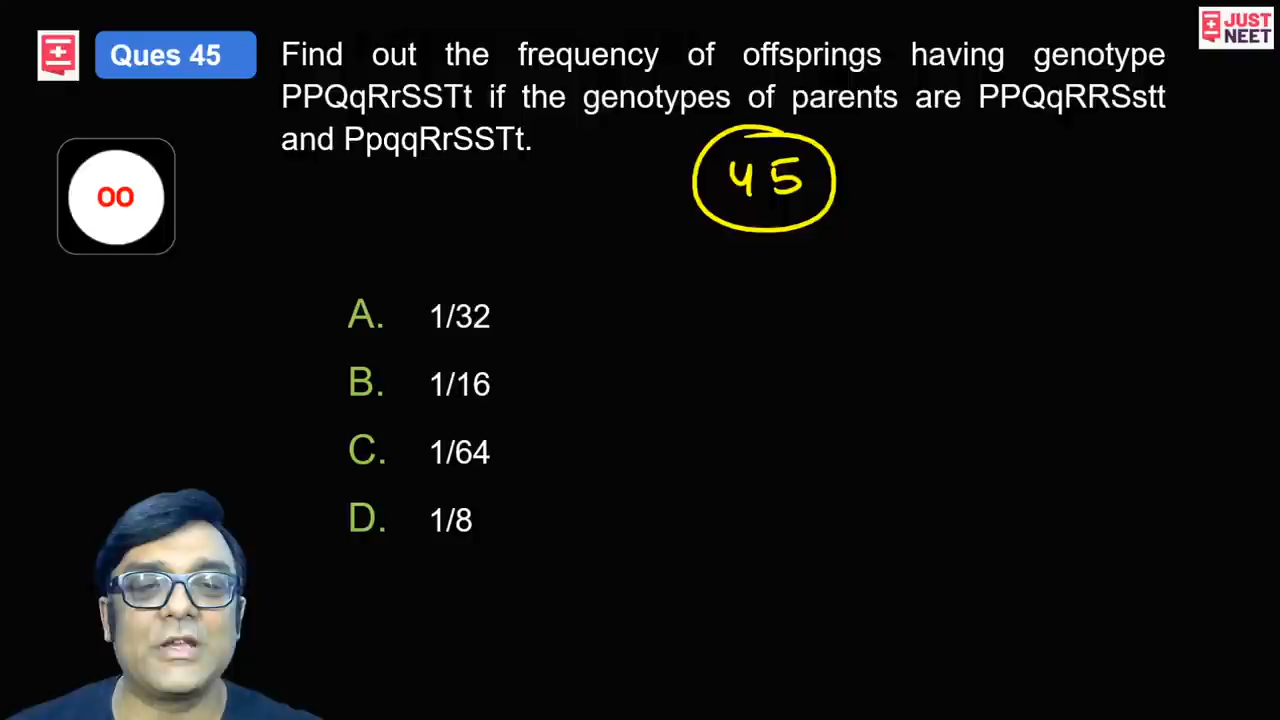 JUST
NEET
Ques 45
Find out the frequency of offsprings having genotype
PPQqRrSSTt if the genotypes of parents are PPQqRRSstt
and PpqqRrSSTt.
45
00
A. 1/32
B. 1/16
C. 1/64
D. 1/8